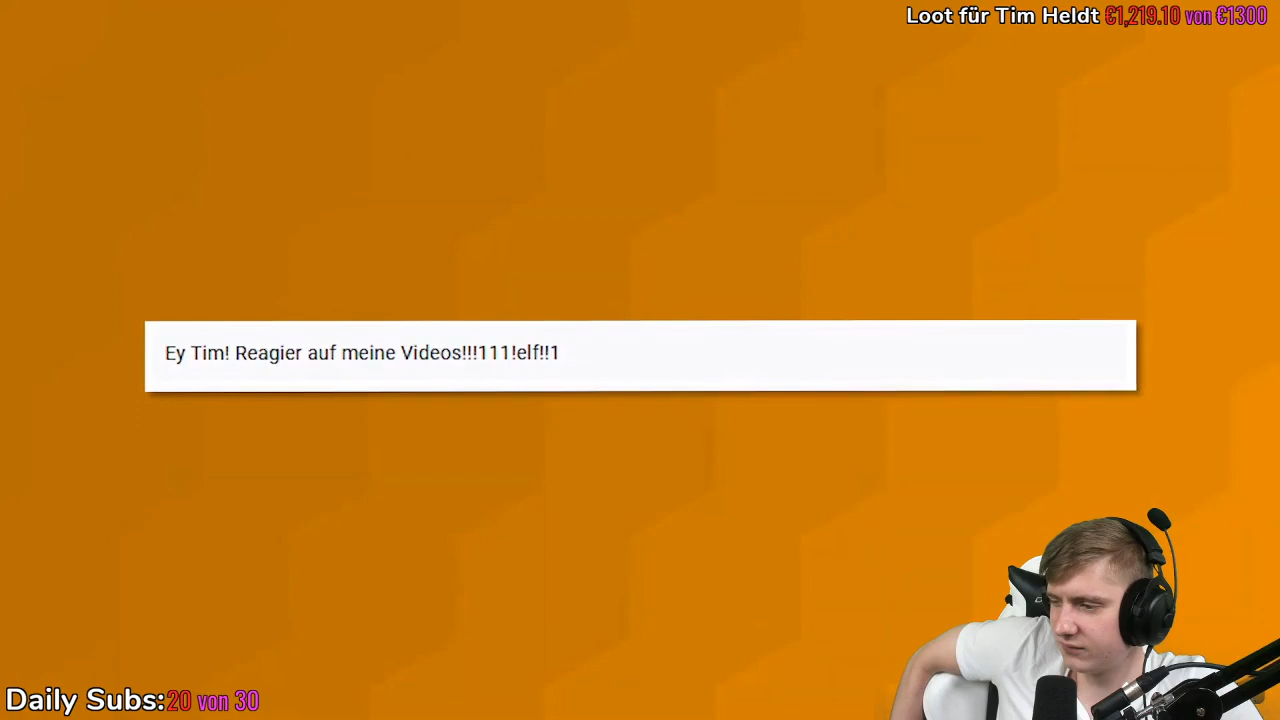 Loot für Tim Heldt €1,219.10 von €1300
Ey Tim! Reagier auf meine Videos!!!111!elf!!1
Daily Subs:20 von 30